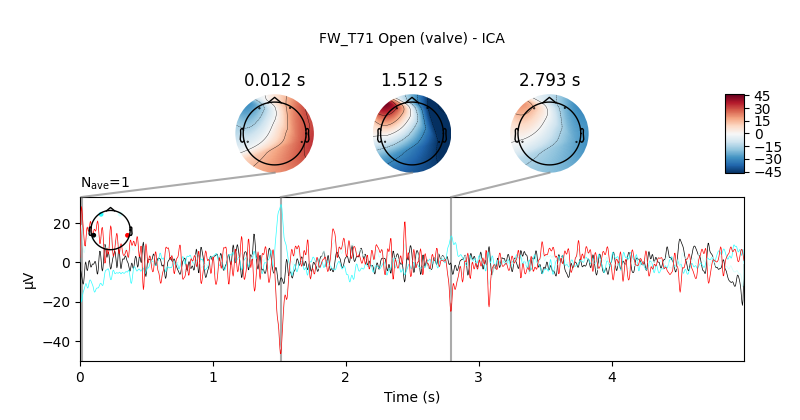 FW_T71 Open (valve) - ICA
0.012 s 1.512 s 2.793 s
45
30
15
0
−15
−30
−45
Nave=1
20
0
−20
−40
µV
0 1 2 3 4
Time (s)